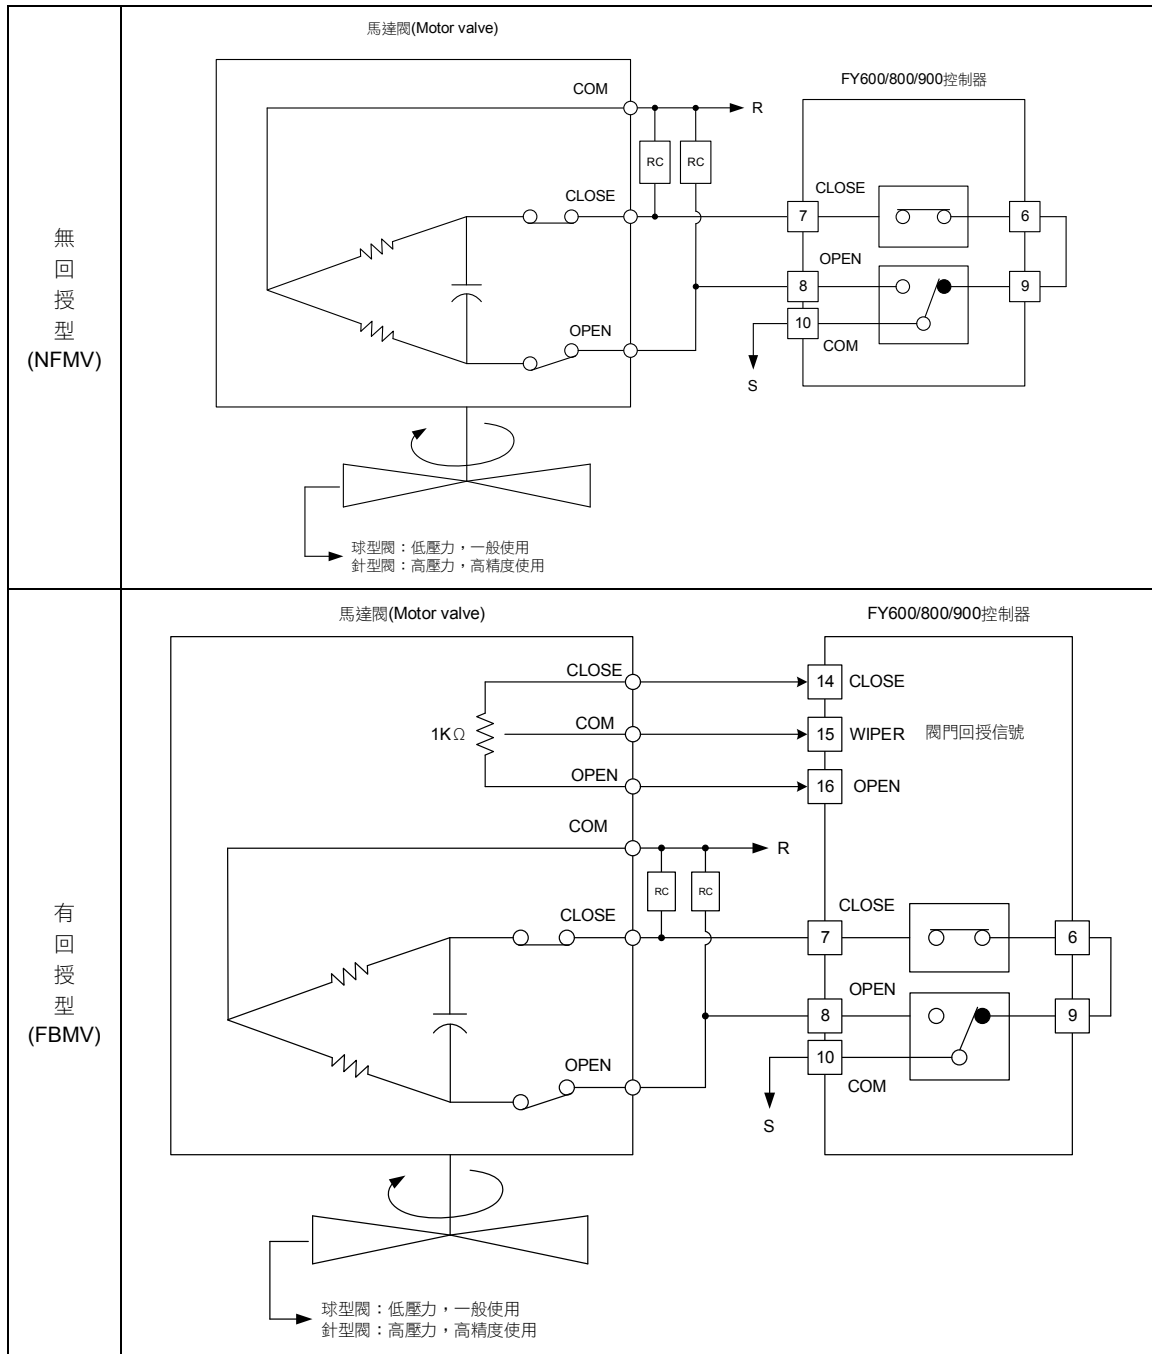 馬達閥(Motor valve)
FY600/800/900控制器
COM
R
RC
RC
CLOSE
CLOSE
7
6
OPEN
8
9
OPEN
10
COM
S
無
回
授
型
(NFMV)
球型閥：低壓力，一般使用
針型閥：高壓力，高精度使用
馬達閥(Motor valve)
FY600/800/900控制器
CLOSE
14
CLOSE
1KΩ
COM
15
WIPER
閥門回授信號
OPEN
16
OPEN
COM
R
RC
RC
CLOSE
CLOSE
7
6
OPEN
8
9
OPEN
10
COM
S
有
回
授
型
(FBMV)
球型閥：低壓力，一般使用
針型閥：高壓力，高精度使用